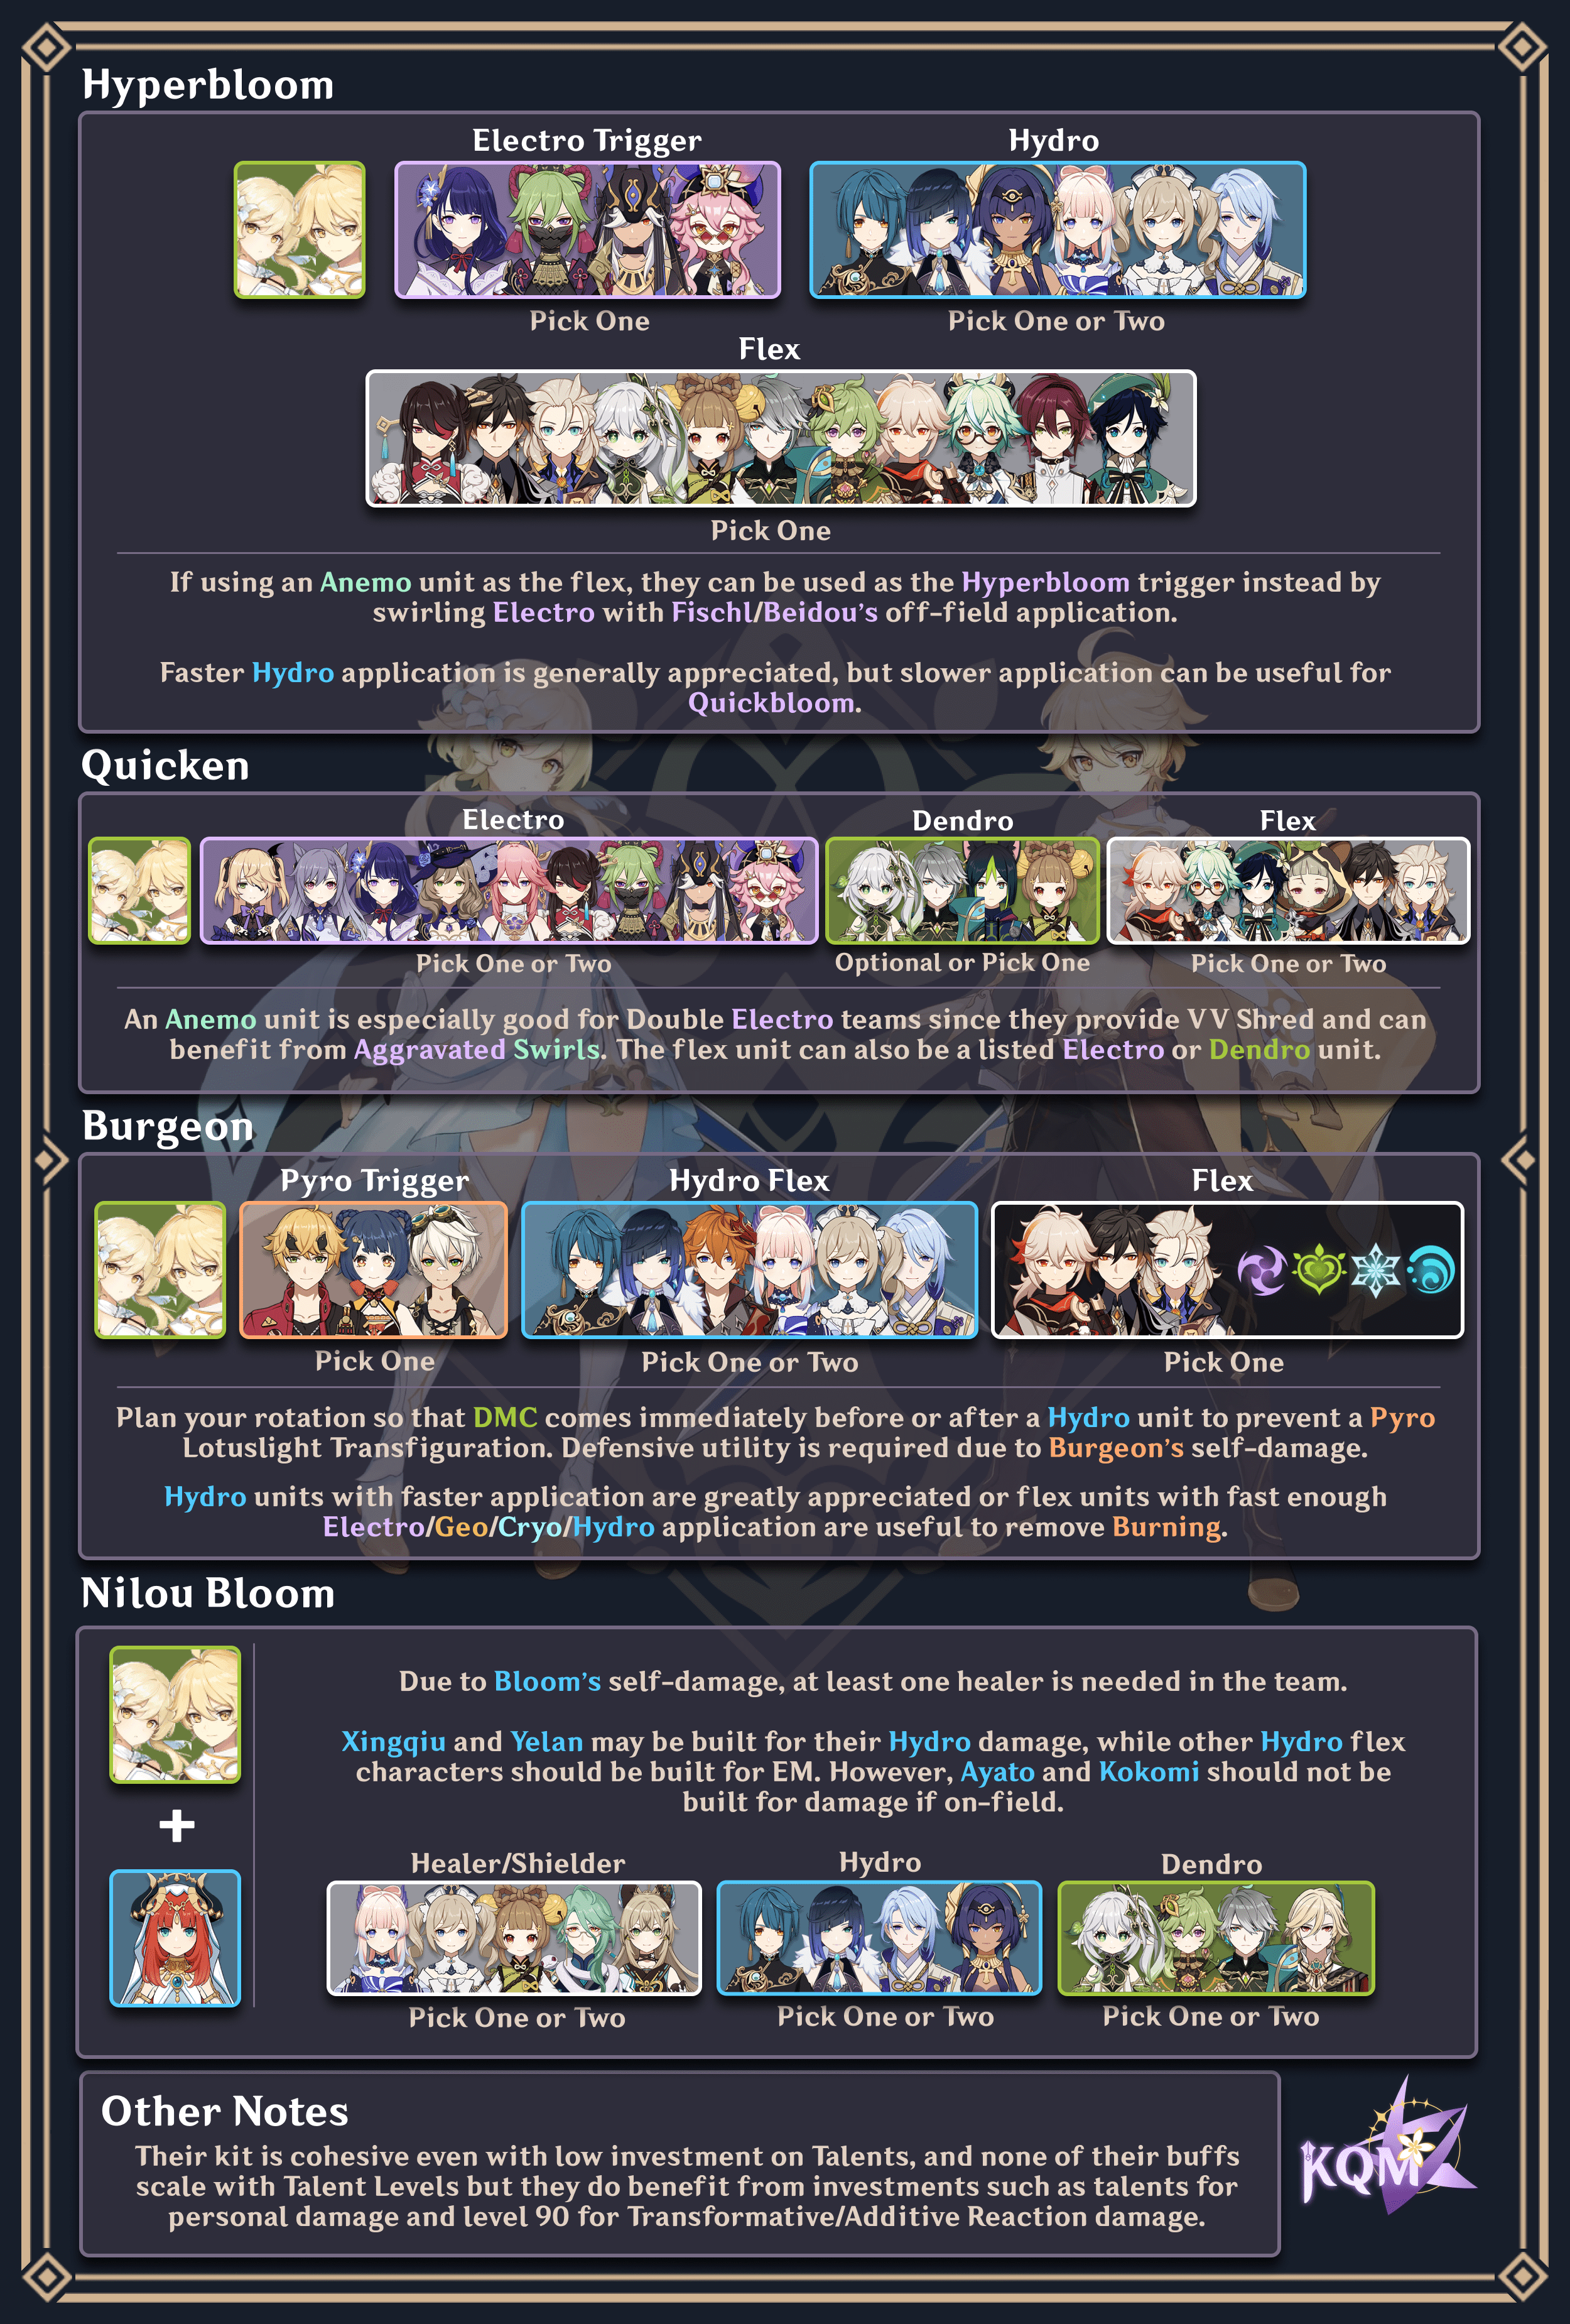 Hyperbloom
Electro Trigger
Hydro
Pick One
Pick One or Two
Flex
Pick One
If using an Anemo unit as the flex, they can be used as the Hyperbloom trigger instead by
swirling Electro with Fischl/Beidou's off-field application.
Faster Hydro application is generally appreciated, but slower application can be useful for
Quickbloom.
Quicken
Electro
Dendro
Flex
Pick One or Two
Optional or Pick One
Pick One or Two
An Anemo unit is especially good for Double Electro teams since they provide VV Shred and can
benefit from Aggravated Swirls. The flex unit can also be a listed Electro or Dendro unit.
Burgeon
Pyro Trigger
Hydro Flex
Flex
Pick One
Pick One or Two
Pick One
Plan your rotation so that DMC comes immediately before or after a Hydro unit to prevent a Pyro
Lotuslight Transfiguration. Defensive utility is required due to Burgeon's self-damage.
Hydro units with faster application are greatly appreciated or flex units with fast enough
Electro/Geo/Cryo/Hydro application are useful to remove Burning.
Nilou Bloom
Due to Bloom's self-damage, at least one healer is needed in the team.
Xingqiu and Yelan may be built for their Hydro damage, while other Hydro flex
characters should be built for EM. However, Ayato and Kokomi should not be
built for damage if on-field.
+
Healer/Shielder
Hydro
Dendro
Pick One or Two
Pick One or Two
Pick One or Two
Other Notes
Their kit is cohesive even with low investment on Talents, and none of their buffs
scale with Talent Levels but they do benefit from investments such as talents for
personal damage and level 90 for Transformative/Additive Reaction damage.
KQM